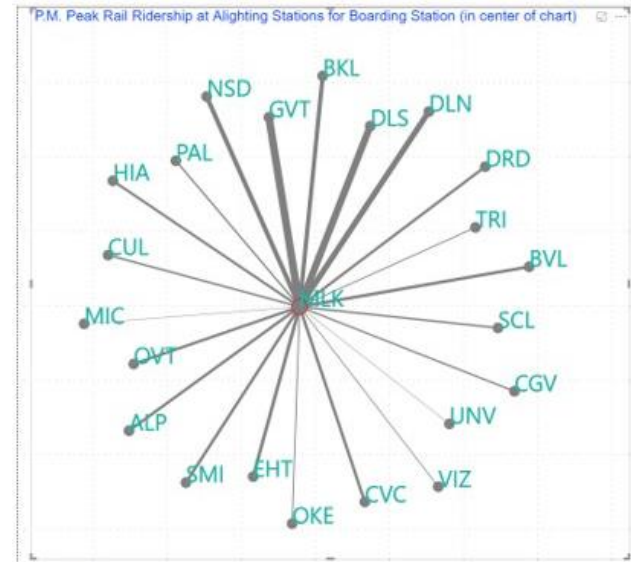 P.M. Peak Rail Ridership at Alighting Stations for Boarding Station (in center of chart)
BKL
NSD
GVT
DLS
DLN
PAL
DRD
HIA
TRI
CUL
BVL
MLK
MIC
SCL
OVT
CGV
ALP
UNV
SMI
EHT
VIZ
CVC
OKE